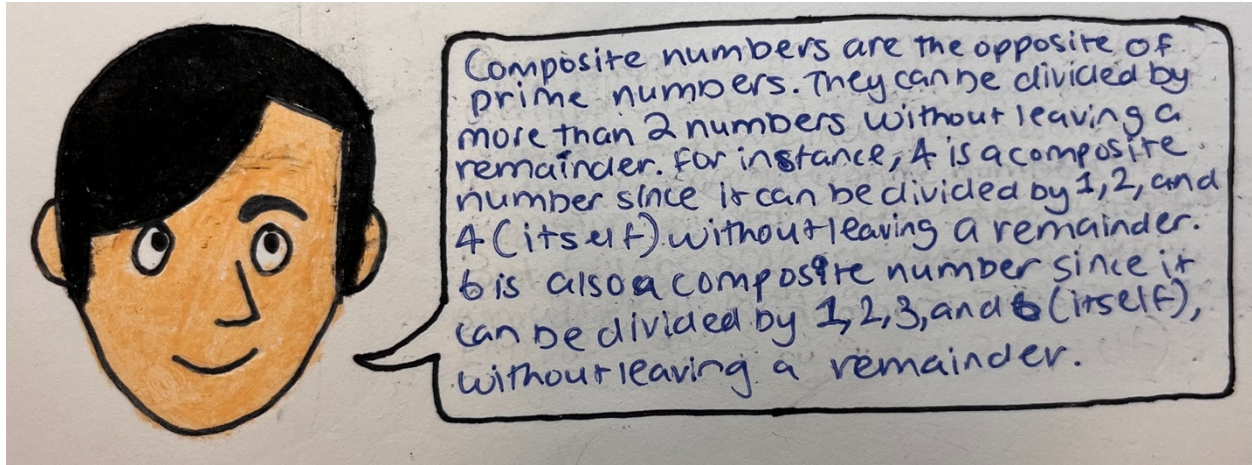 Composite numbers are the opposite of
prime numbers. They can be divided by
more than 2 numbers without leaving a
remainder. For instance, 4 is a composite
number since it can be divided by 1, 2, and
4 (itself) without leaving a remainder.
6 is also a composite number since it
can be divided by 1, 2, 3, and 6 (itself),
without leaving a remainder.